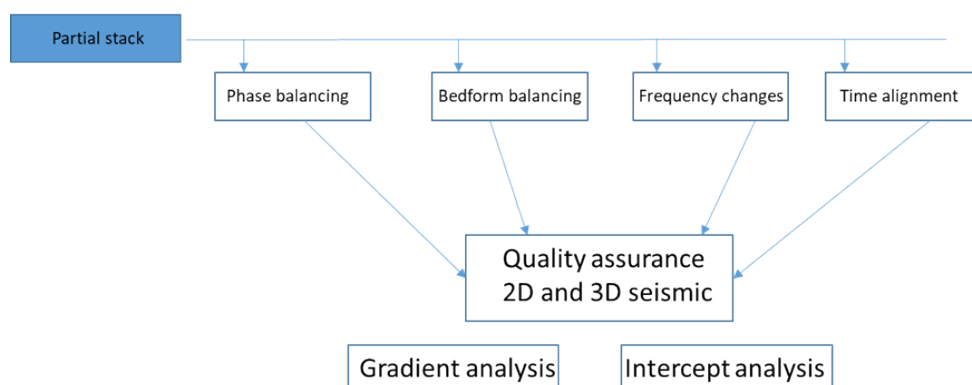 Partial stack
Phase balancing
Bedform balancing
Frequency changes
Time alignment
Quality assurance
2D and 3D seismic
Gradient analysis
Intercept analysis